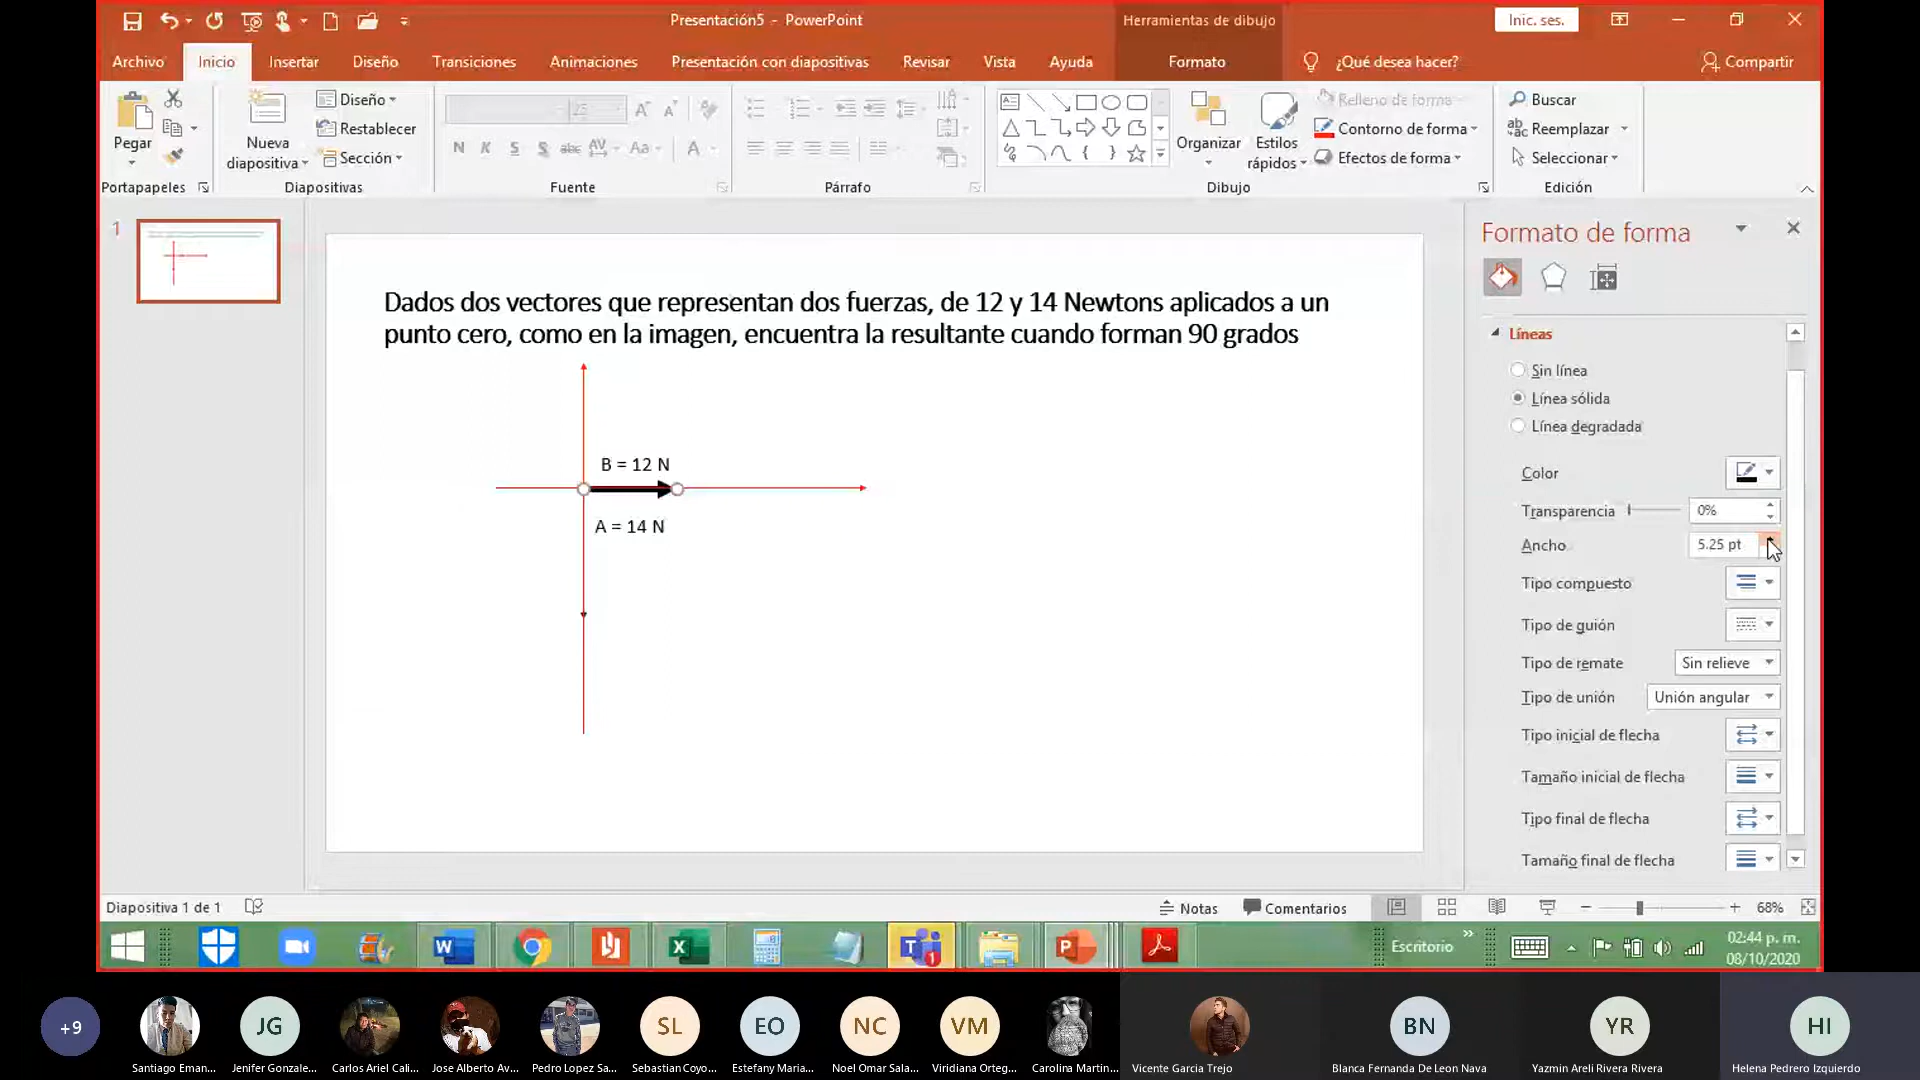 Presentación5 - PowerPoint
Herramientas de dibujo
Inic. ses.
Archivo
Inicio
Insertar
Diseño
Transiciones
Animaciones
Presentación con diapositivas
Revisar
Vista
Ayuda
Formato
¿Qué desea hacer?
Compartir
Pegar
Portapapeles
Nueva
diapositiva
Diseño
Restablecer
Sección
Diapositivas
N K S S abc AV Aa A
Fuente
Párrafo
Organizar
Estilos
rápidos
Relleno de forma
Contorno de forma
Efectos de forma
Dibujo
Buscar
Reemplazar
Seleccionar
Edición
1
Dados dos vectores que representan dos fuerzas, de 12 y 14 Newtons aplicados a un
punto cero, como en la imagen, encuentra la resultante cuando forman 90 grados
B = 12 N
A = 14 N
Formato de forma
Líneas
Sin línea
Línea sólida
Línea degradada
Color
Transparencia
0%
Ancho
5.25 pt
Tipo compuesto
Tipo de guión
Tipo de remate
Sin relieve
Tipo de unión
Unión angular
Tipo inicial de flecha
Tamaño inicial de flecha
Tipo final de flecha
Tamaño final de flecha
Diapositiva 1 de 1
Notas
Comentarios
68%
Escritorio
02:44 p. m.
08/10/2020
+9
JG
SL
EO
NC
VM
BN
YR
HI
Santiago Eman...
Jenifer Gonzale...
Carlos Ariel Cali...
Jose Alberto Av...
Pedro Lopez Sa...
Sebastian Coyo...
Estefany Maria...
Noel Omar Sala...
Viridiana Orteg...
Carolina Martin...
Vicente Garcia Trejo
Blanca Fernanda De Leon Nava
Yazmin Areli Rivera Rivera
Helena Pedrero Izquierdo